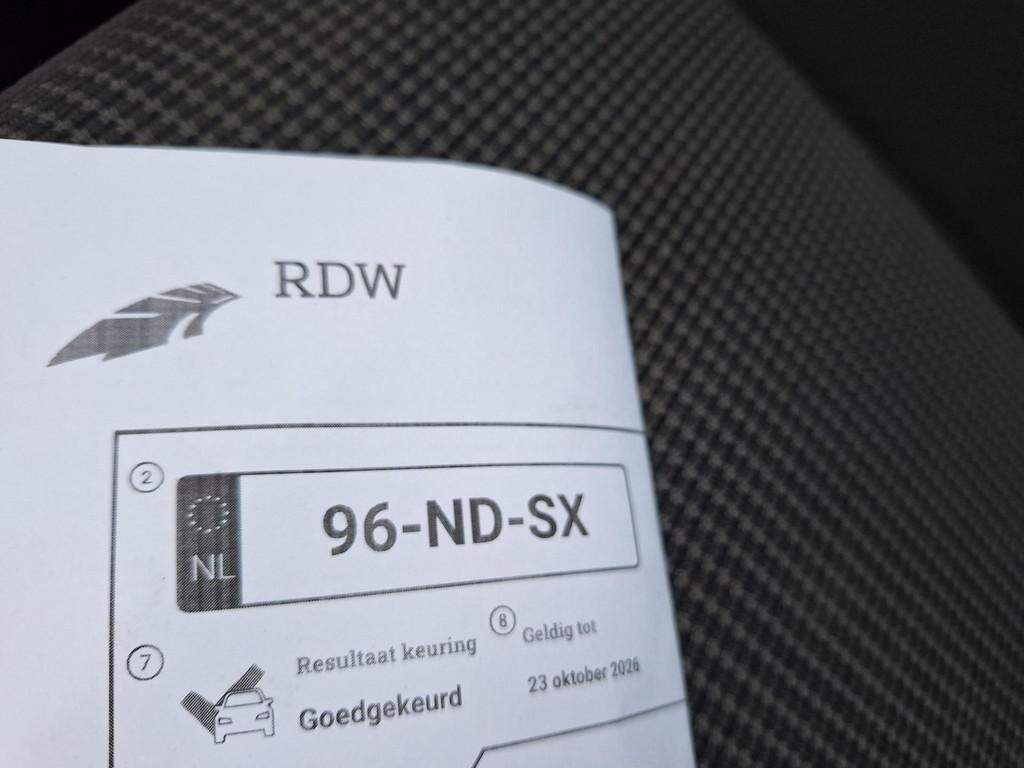 RDW
2
NL
96-ND-SX
7
Resultaat keuring
Goedgekeurd
8
Geldig tot
23 oktober 2026